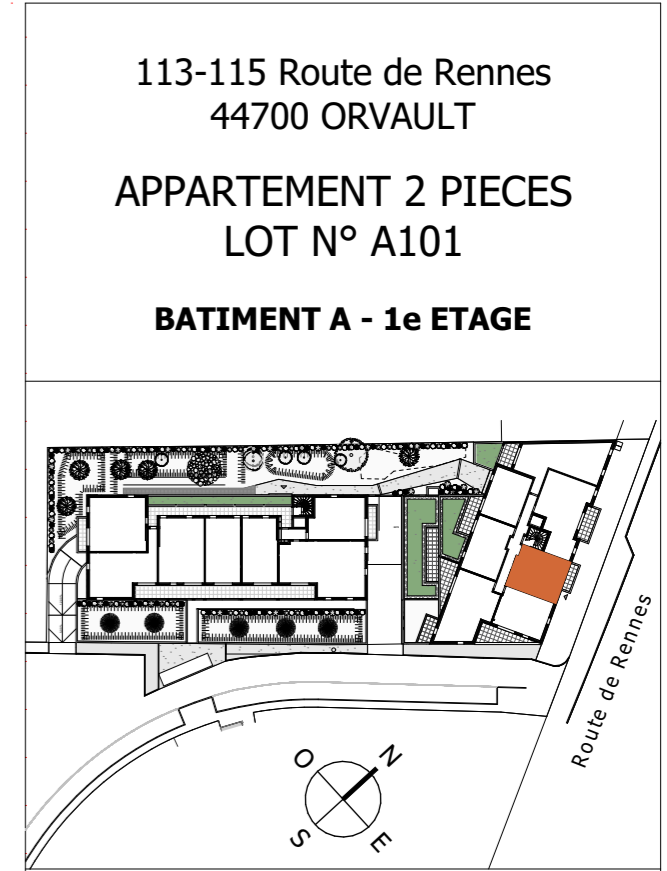 113-115 Route de Rennes
44700 ORVAULT
APPARTEMENT 2 PIECES
LOT N° A101
BATIMENT A - 1e ETAGE
Route de Rennes
O
N
S
E